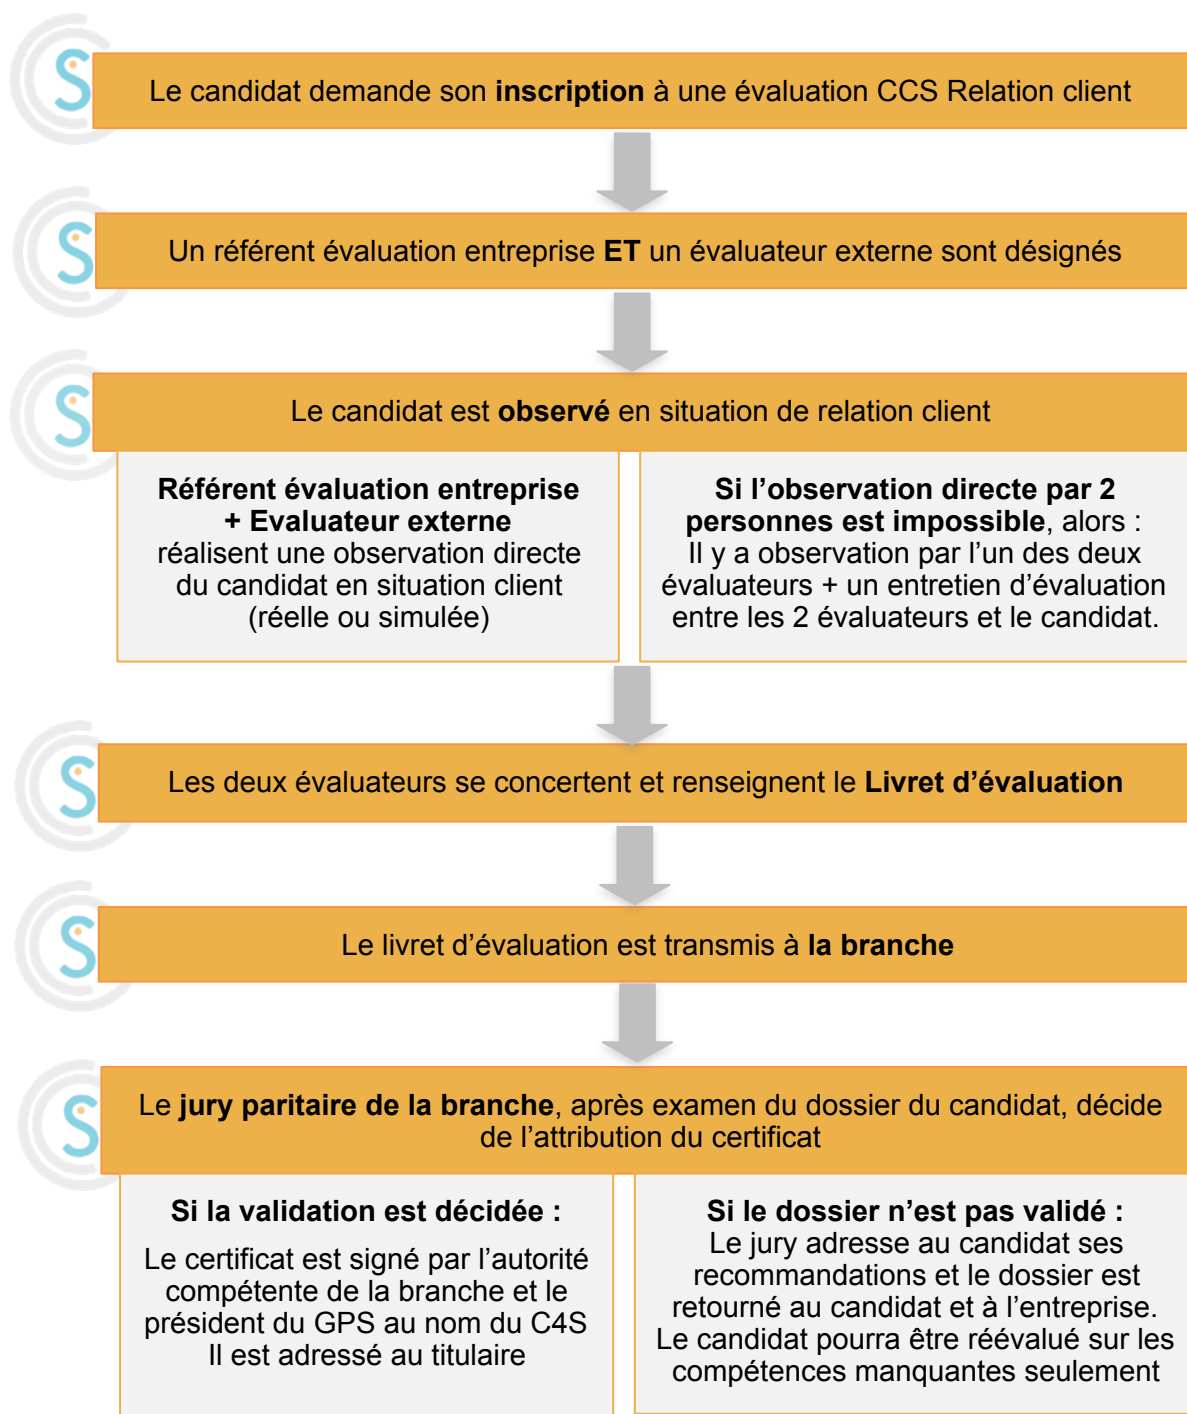 Le candidat demande son inscription à une évaluation CCS Relation client
Un référent évaluation entreprise ET un évaluateur externe sont désignés
Le candidat est observé en situation de relation client
Référent évaluation entreprise
+ Evaluateur externe
réalisent une observation directe
du candidat en situation client
(réelle ou simulée)
Si l’observation directe par 2
personnes est impossible, alors :
Il y a observation par l’un des deux
évaluateurs + un entretien d’évaluation
entre les 2 évaluateurs et le candidat.
Les deux évaluateurs se concertent et renseignent le Livret d’évaluation
Le livret d’évaluation est transmis à la branche
Le jury paritaire de la branche, après examen du dossier du candidat, décide
de l’attribution du certificat
Si la validation est décidée :
Le certificat est signé par l’autorité
compétente de la branche et le
président du GPS au nom du C4S
Il est adressé au titulaire
Si le dossier n’est pas validé :
Le jury adresse au candidat ses
recommandations et le dossier est
retourné au candidat et à l’entreprise.
Le candidat pourra être réévalué sur les
compétences manquantes seulement